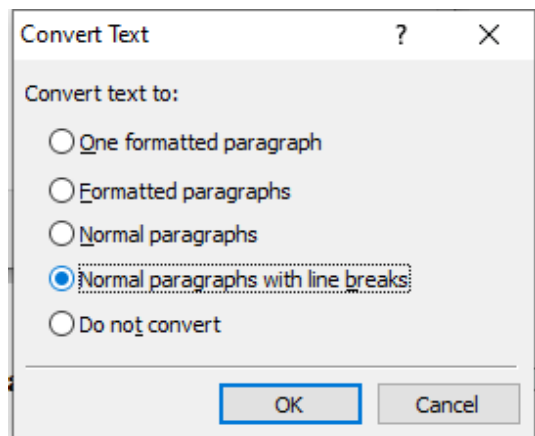 Convert Text ?
Convert text to:
One formatted paragraph
Formatted paragraphs
Normal paragraphs
Normal paragraphs with line breaks
Do not convert
OK Cancel